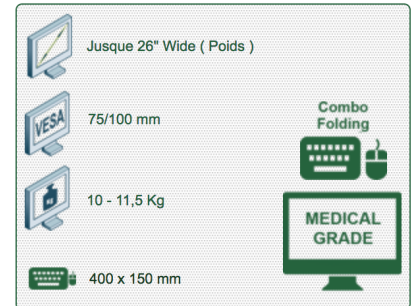 Jusque 26" Wide ( Poids )
VESA
75/100 mm
Combo
Folding
10 - 11,5 Kg
MEDICAL
GRADE
400 x 150 mm